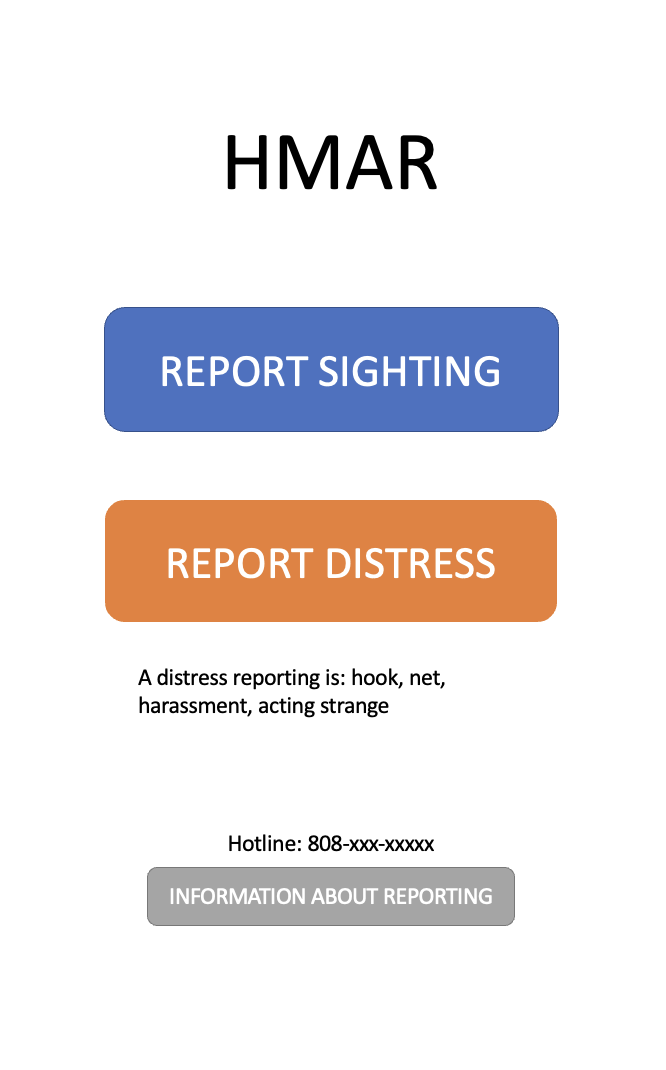 HMAR
REPORT SIGHTING
REPORT DISTRESS
A distress reporting is: hook, net,
harassment, acting strange
Hotline: 808-xxx-xxxxx
INFORMATION ABOUT REPORTING